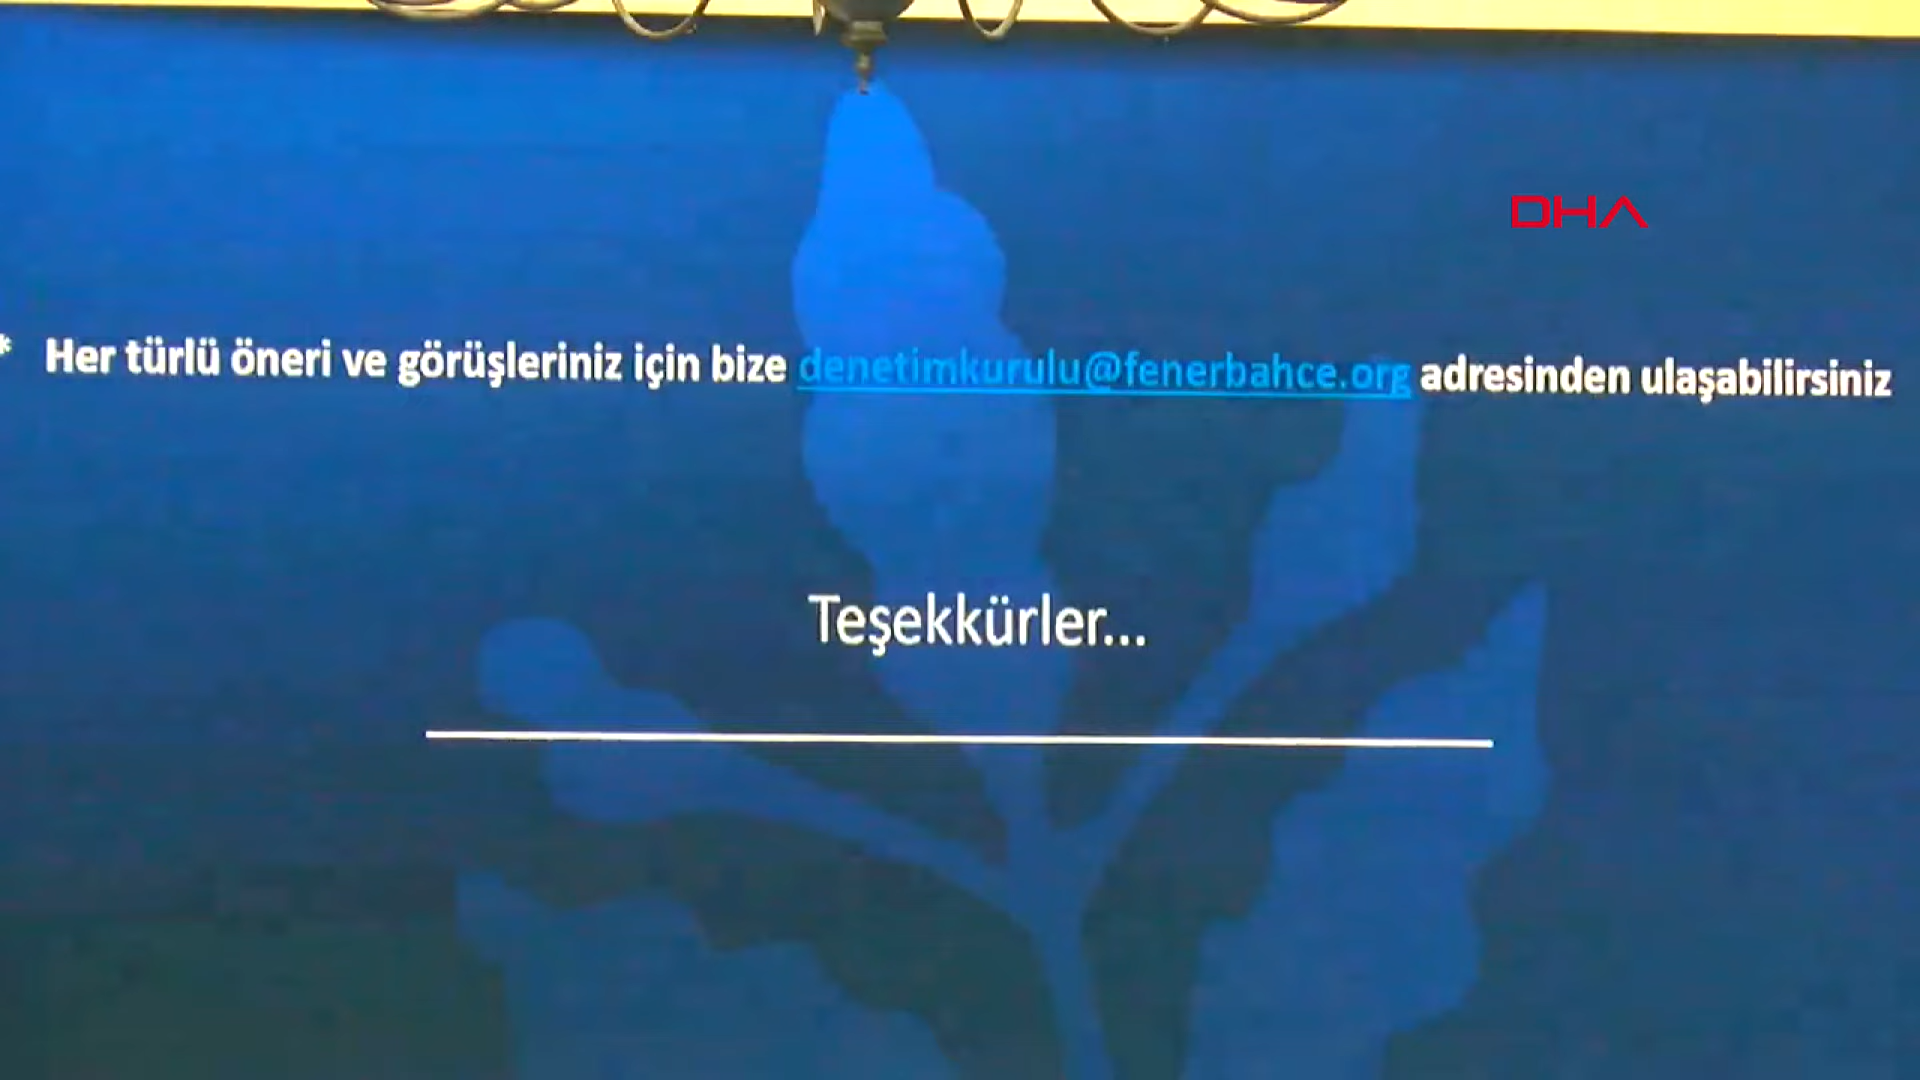 DHA
* Her türlü öneri ve görüşleriniz için bize denetimkurulu@fenerbahce.org adresinden ulaşabilirsiniz
Teşekkürler...